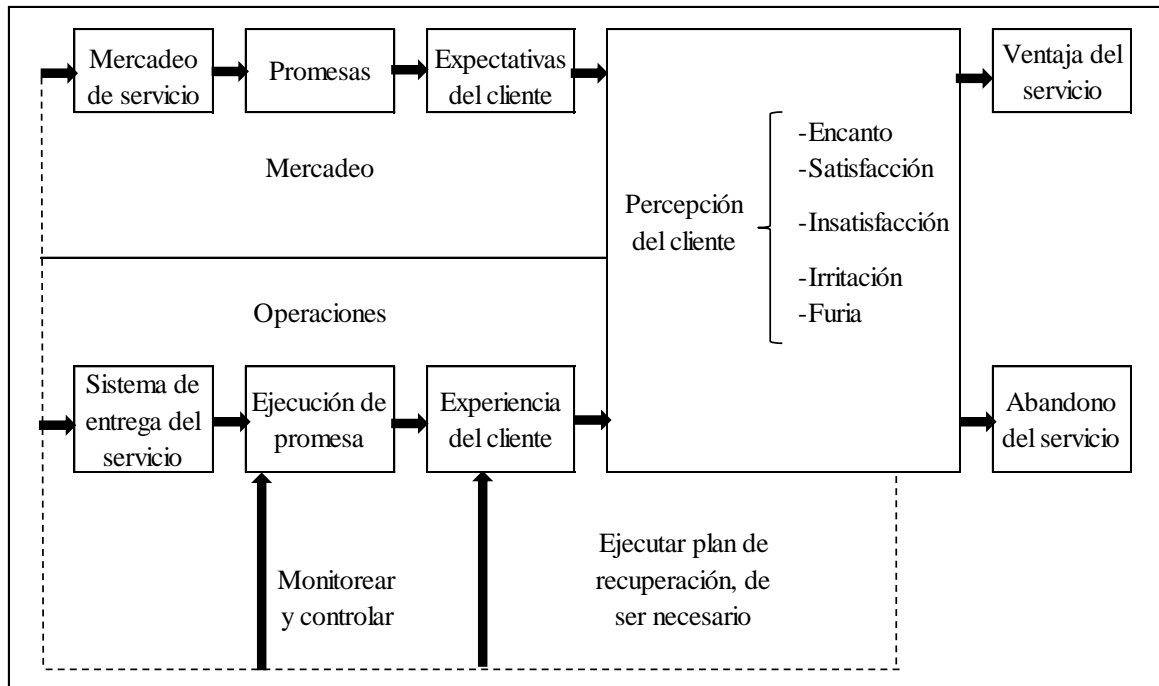 Mercadeo
de servicio
Promesas
Expectativas
del cliente
Ventaja del
servicio
Mercadeo
Percepción
del cliente
-Encanto
-Satisfacción
-Insatisfacción
-Irritación
-Furia
Operaciones
Sistema de
entrega del
servicio
Ejecución de
promesa
Experiencia
del cliente
Abandono
del servicio
Monitorear
y controlar
Ejecutar plan de
recuperación, de
ser necesario